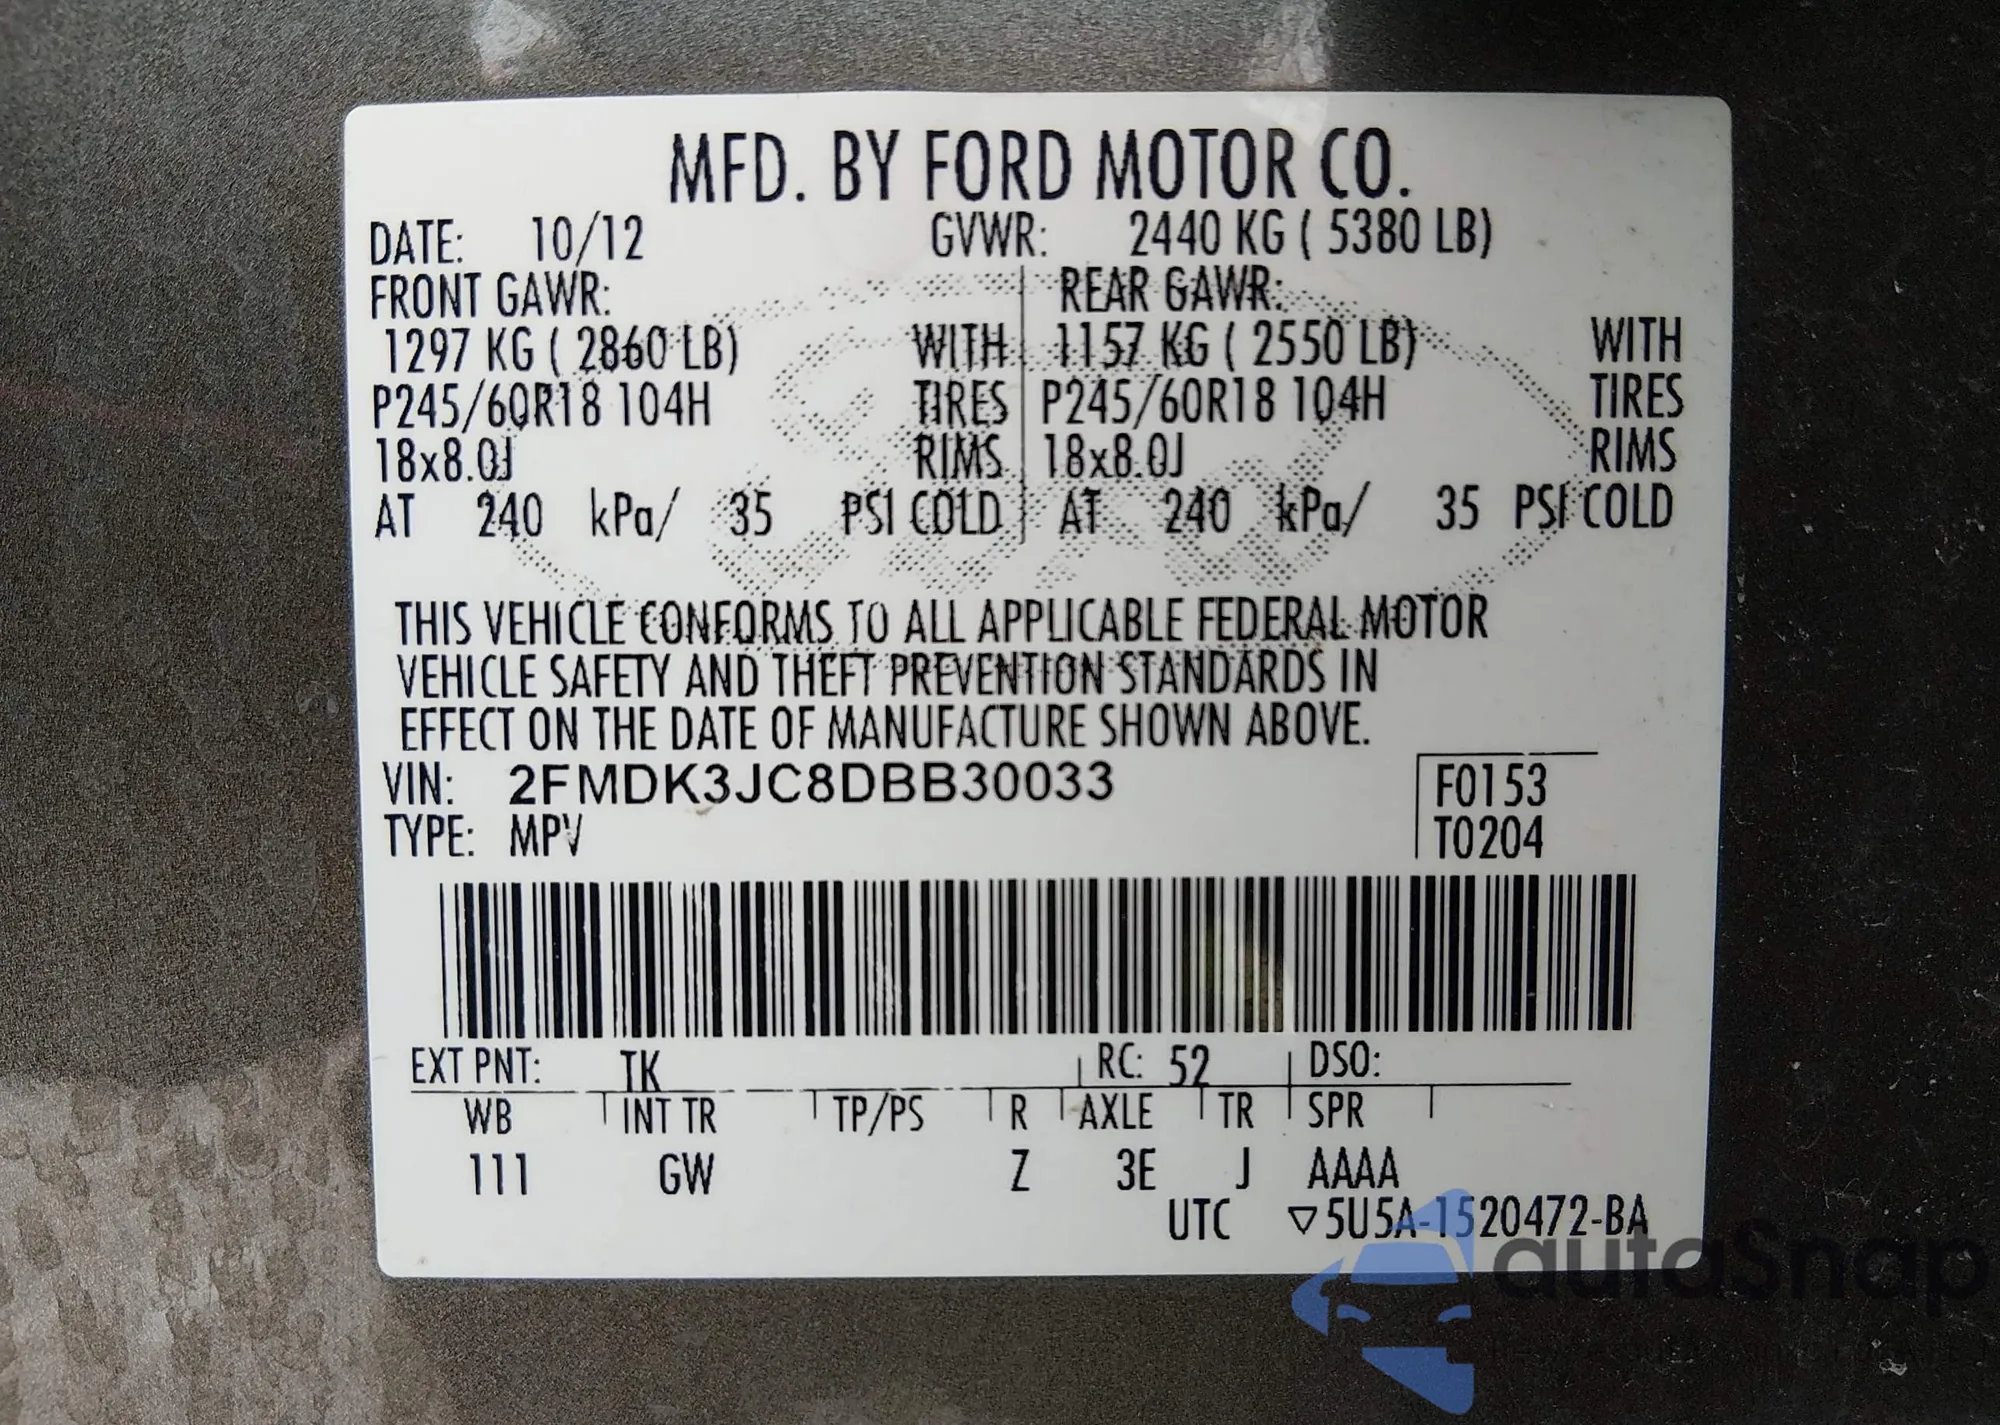 MFD. BY FORD MOTOR CO.
DATE: 10/12 GVWR: 2440 KG ( 5380 LB)
FRONT GAWR: REAR GAWR:
1297 KG ( 2860 LB) WITH 1157 KG ( 2550 LB) WITH
P245/60R18 104H TIRES P245/60R18 104H TIRES
18x8.0J RIMS 18x8.0J RIMS
AT 240 kPa/ 35 PSI COLD AT 240 kPa/ 35 PSI COLD
THIS VEHICLE CONFORMS TO ALL APPLICABLE FEDERAL MOTOR
VEHICLE SAFETY AND THEFT PREVENTION STANDARDS IN
EFFECT ON THE DATE OF MANUFACTURE SHOWN ABOVE.
VIN: 2FMDK3JC8DBB30033 F0153
TYPE: MPV T0204
EXT PNT: TK RC: 52 DSO:
WB INT TR TP/PS R AXLE TR SPR
111 GW Z 3E J AAAA
UTC ▽5U5A-1520472-BA
autaSnap